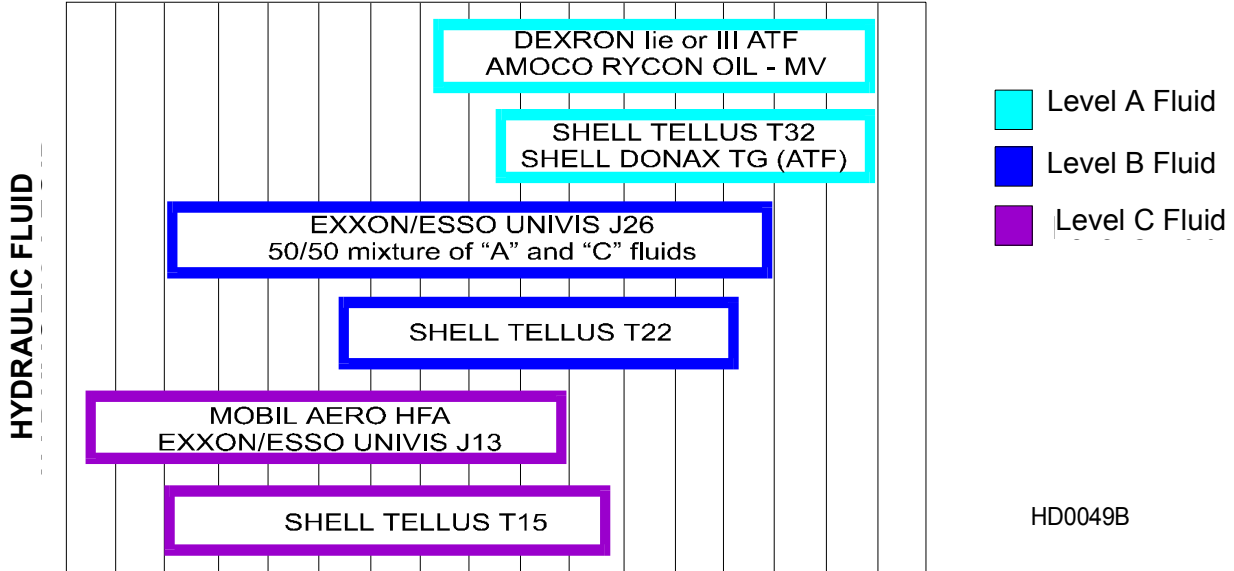 DEXRON Iie or III ATF
AMOCO RYCON OIL - MV
SHELL TELLUS T32
SHELL DONAX TG (ATF)
EXXON/ESSO UNIVIS J26
50/50 mixture of “A” and “C” fluids
SHELL TELLUS T22
MOBIL AERO HFA
EXXON/ESSO UNIVIS J13
SHELL TELLUS T15
HYDRAULIC FLUID
Level A Fluid
Level B Fluid
Level C Fluid
HD0049B